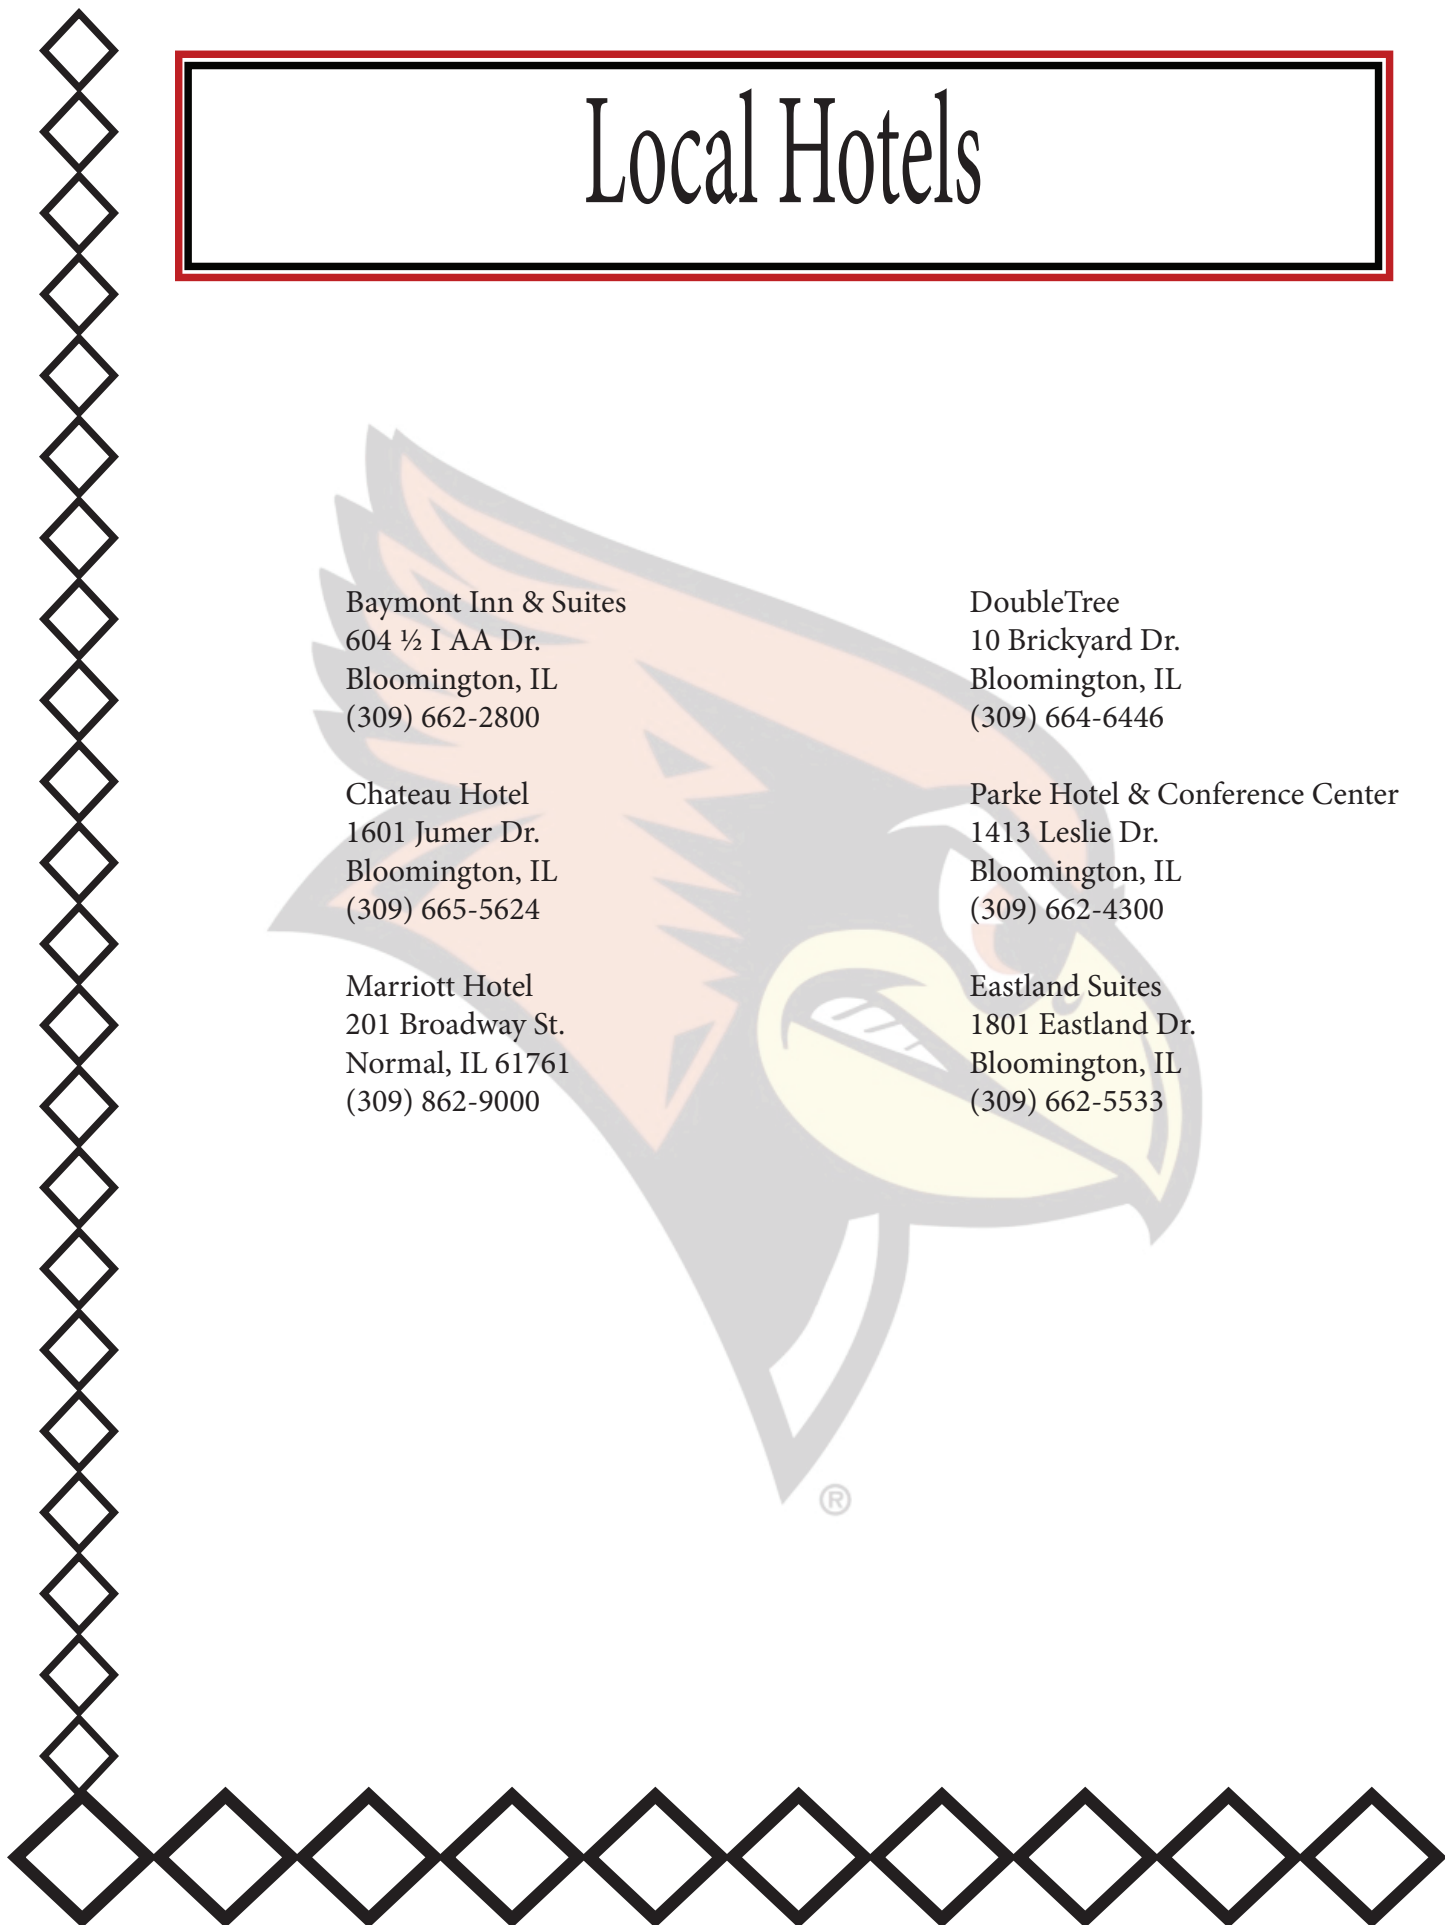 Local Hotels
Baymont Inn & Suites
604 ½ I AA Dr.
Bloomington, IL
(309) 662-2800
Chateau Hotel
1601 Jumer Dr.
Bloomington, IL
(309) 665-5624
Marriott Hotel
201 Broadway St.
Normal, IL 61761
(309) 862-9000
DoubleTree
10 Brickyard Dr.
Bloomington, IL
(309) 664-6446
Parke Hotel & Conference Center
1413 Leslie Dr.
Bloomington, IL
(309) 662-4300
Eastland Suites
1801 Eastland Dr.
Bloomington, IL
(309) 662-5533
®